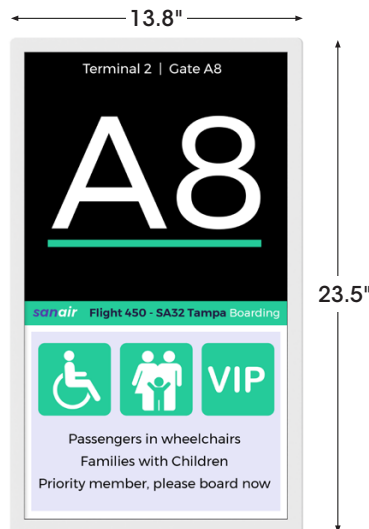 13.8"
Terminal 2 | Gate A8
A8
23.5"
sanair Flight 450 - SA32 Tampa Boarding
VIP
Passengers in wheelchairs
Families with Children
Priority member, please board now